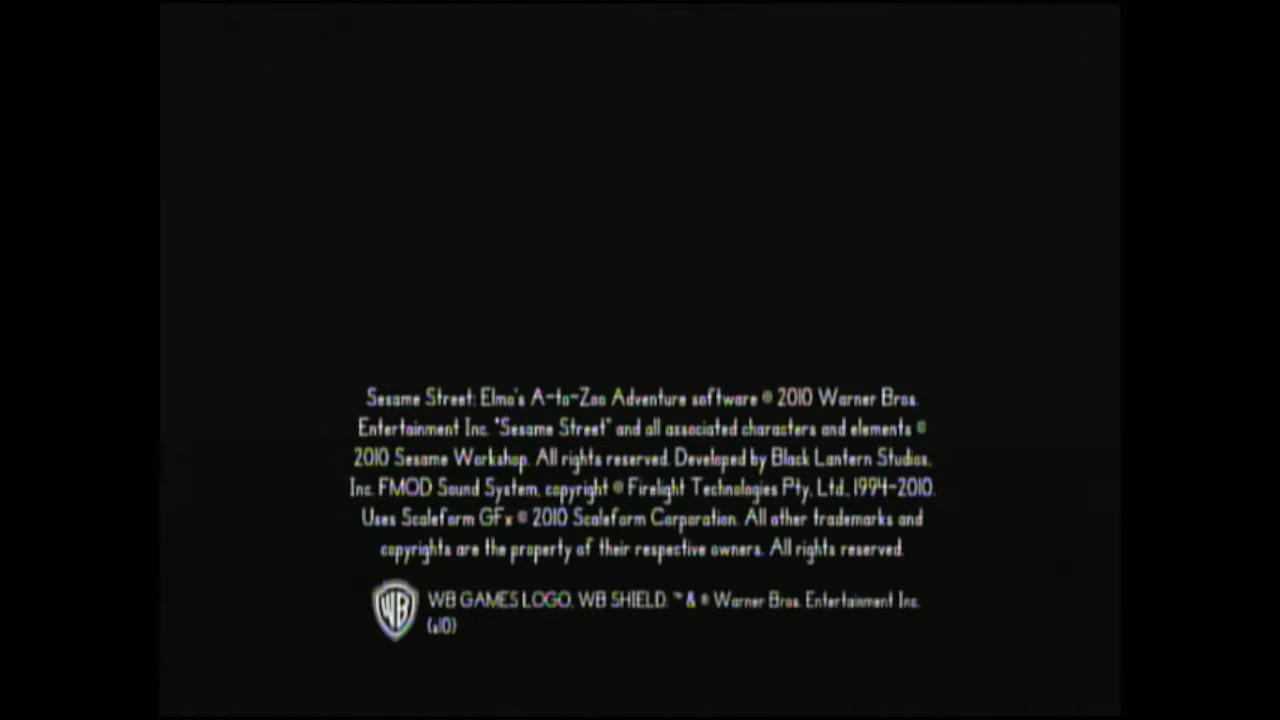 Sesame Street: Elmo's A-to-Zoo Adventure software © 2010 Warner Bros.
Entertainment Inc. "Sesame Street" and all associated characters and elements ©
2010 Sesame Workshop. All rights reserved. Developed by Black Lantern Studios,
Inc. FMOD Sound System, copyright © Firelight Technologies Pty, Ltd., 1994-2010.
Uses Scaleform GFx © 2010 Scaleform Corporation. All other trademarks and
copyrights are the property of their respective owners. All rights reserved.
WB GAMES LOGO, WB SHIELD: ™ & © Warner Bros. Entertainment Inc.
(s10)
WB